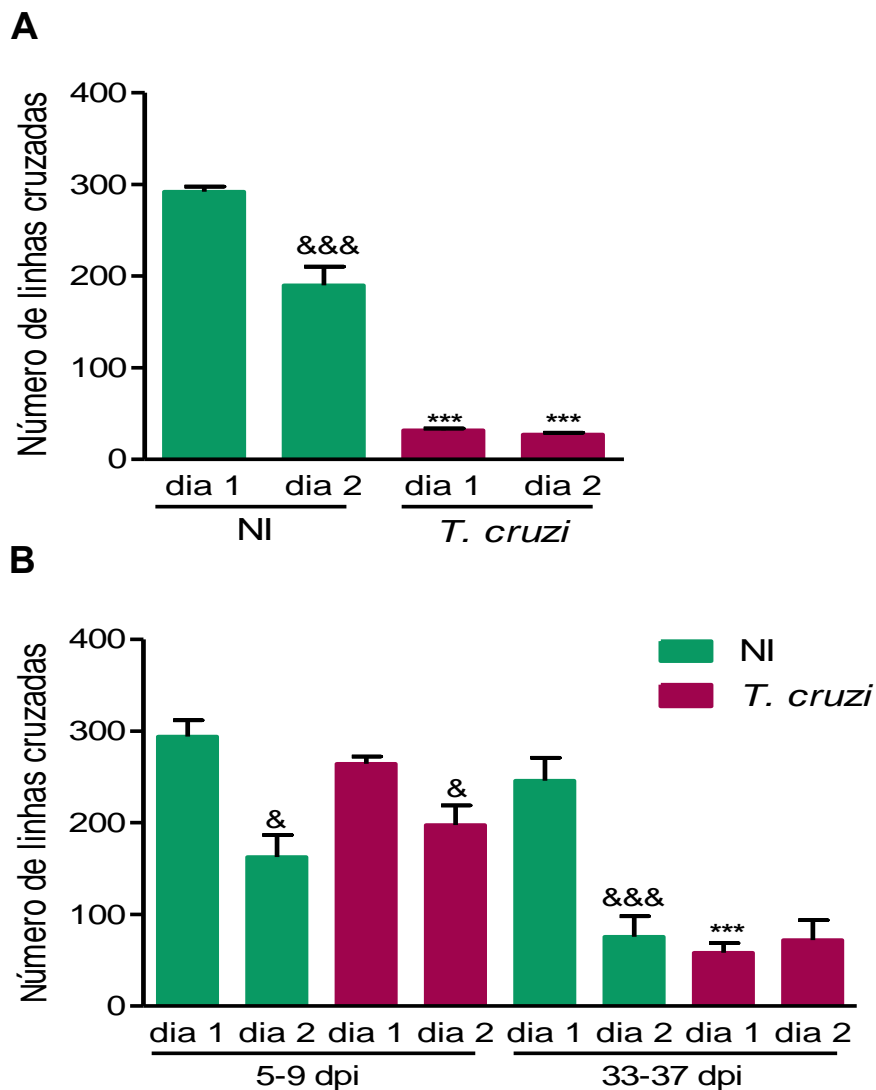 A
Número de linhas cruzadas
400
300
200
100
0
&&&
***
***
dia 1
dia 2
dia 1
dia 2
NI
T. cruzi
B
Número de linhas cruzadas
400
300
200
100
0
NI
T. cruzi
&
&
&&&
***
dia 1
dia 2
dia 1
dia 2
dia 1
dia 2
dia 1
dia 2
5-9 dpi
33-37 dpi